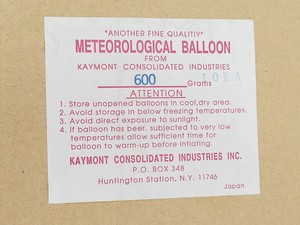 "ANOTHER FINE QUALITIY"
METEOROLOGICAL BALLOON
FROM
KAYMONT CONSOLIDATED INDUSTRIES
600 Grams
ATTENTION
1. Store unopened balloons in cool,dry area.
2. Avoid storage in below freezing temperatures.
3. Avoid direct exposure to sunlight.
4. If balloon has been. subjected to very low
temperatures allow sufficient time for
balloon to warm-up before inflating.
KAYMONT CONSOLIDATED INDUSTRIES INC.
P.O. BOX 348
Huntington Station, N.Y. 11746
Japan